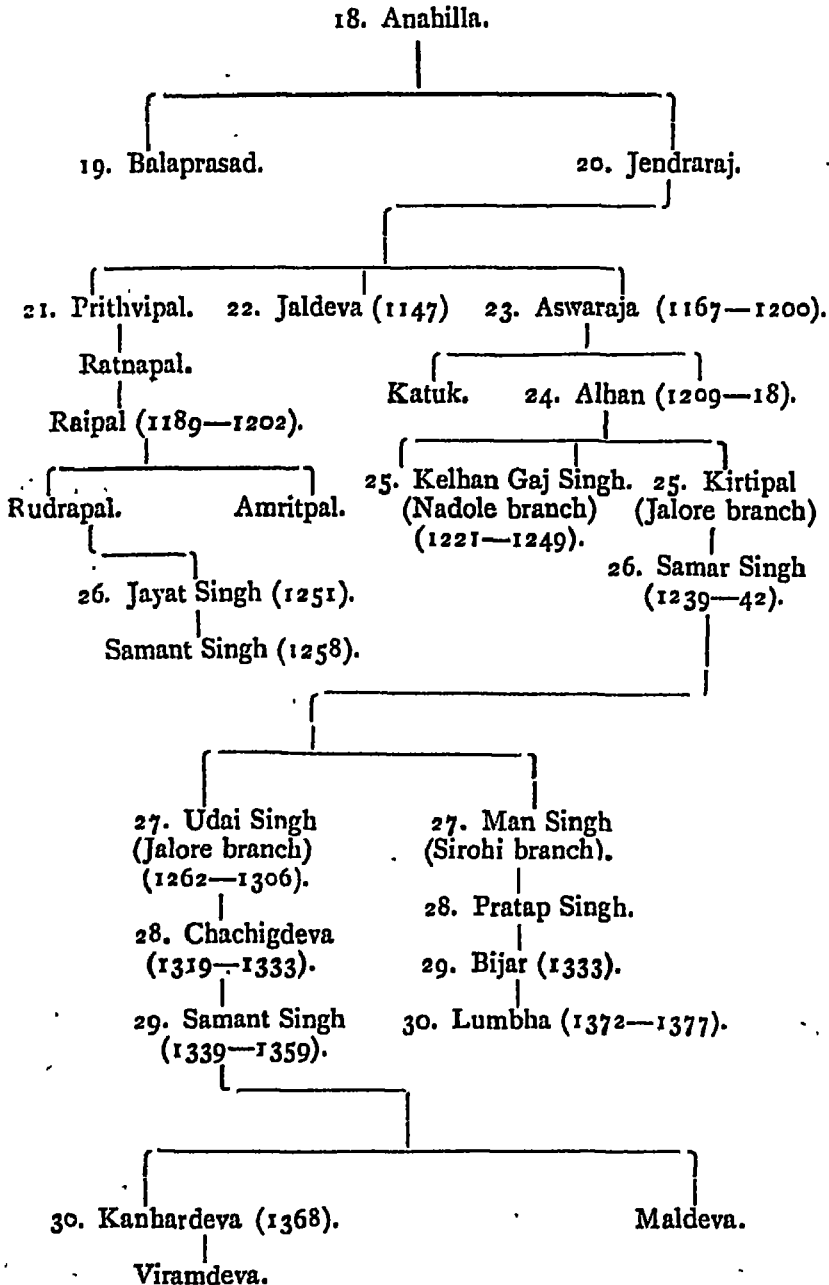 18. Anahilla.
19. Balaprasad. 20. Jendraraj.
21. Prithvipal. 22. Jaldeva (1147) 23. Aswaraja (1167—1200).
Ratnapal.
Katuk. 24. Alhan (1209—18).
Raipal (1189—1202).
25. Kelhan Gaj Singh. 25. Kirtipal
Rudrapal. Amritpal. (Nadole branch) (Jalore branch)
(1221—1249).
26. Samar Singh
26. Jayat Singh (1251). (1239—42).
Samant Singh (1258).
27. Udai Singh 27. Man Singh
(Jalore branch) (Sirohi branch).
(1262—1306).
28. Pratap Singh.
28. Chachigdeva
(1319—1333). 29. Bijar (1333).
29. Samant Singh 30. Lumbha (1372—1377).
(1339—1359).
30. Kanhardeva (1368). Maldeva.
Viramdeva.